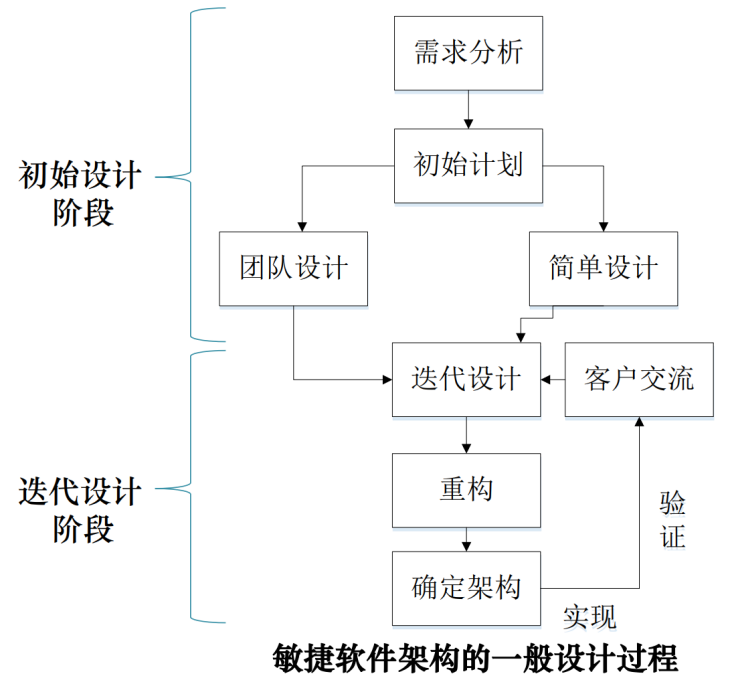 需求分析
初始计划
初始设计
阶段
团队设计
简单设计
迭代设计
客户交流
迭代设计
阶段
重构
验
证
确定架构
实现
敏捷软件架构的一般设计过程